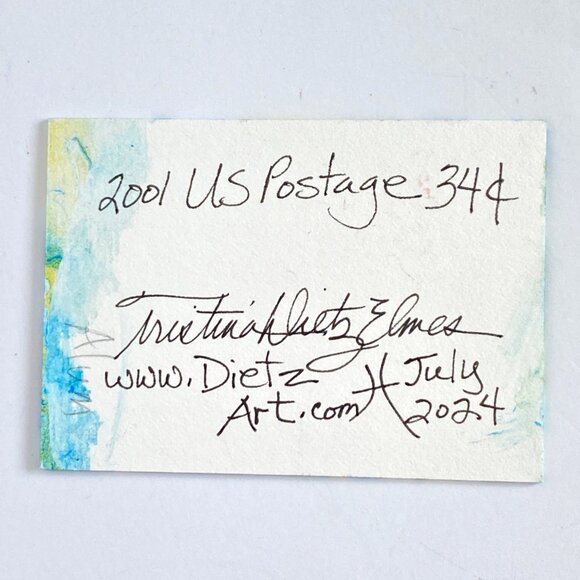 2001 US Postage 34¢
Tristina Dietz Elmes
www.Dietz
Art.com
July
2024